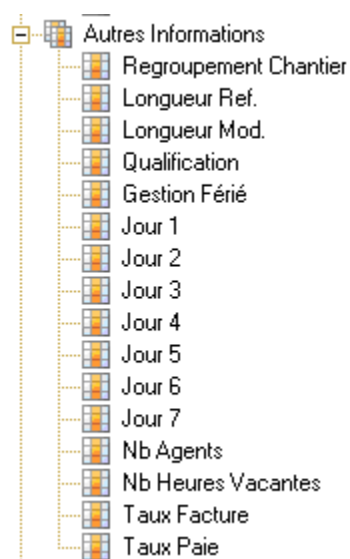 Autres Informations
Regroupement Chantier
Longueur Ref.
Longueur Mod.
Qualification
Gestion Férié
Jour 1
Jour 2
Jour 3
Jour 4
Jour 5
Jour 6
Jour 7
Nb Agents
Nb Heures Vacantes
Taux Facture
Taux Paie